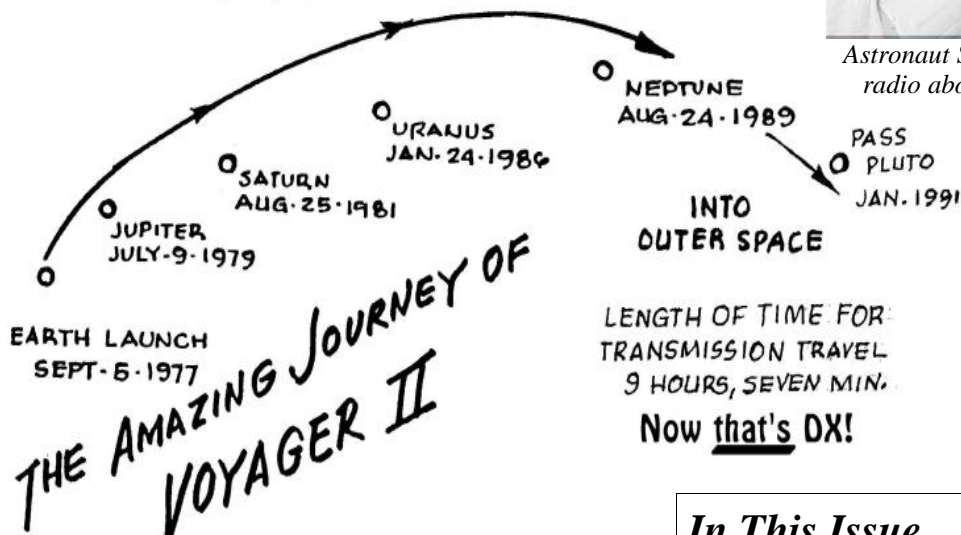 Astronaut S
radio abo
NEPTUNE
AUG·24·1989
PASS
PLUTO
JAN. 1991
URANUS
JAN·24·1986
SATURN
AUG·25·1981
JUPITER
JULY-9-1979
INTO
OUTER SPACE
EARTH LAUNCH
SEPT-5-1977
THE AMAZING JOURNEY OF
VOYAGER II
LENGTH OF TIME FOR
TRANSMISSION TRAVEL
9 HOURS, SEVEN MIN.
Now that's DX!
In This Issue